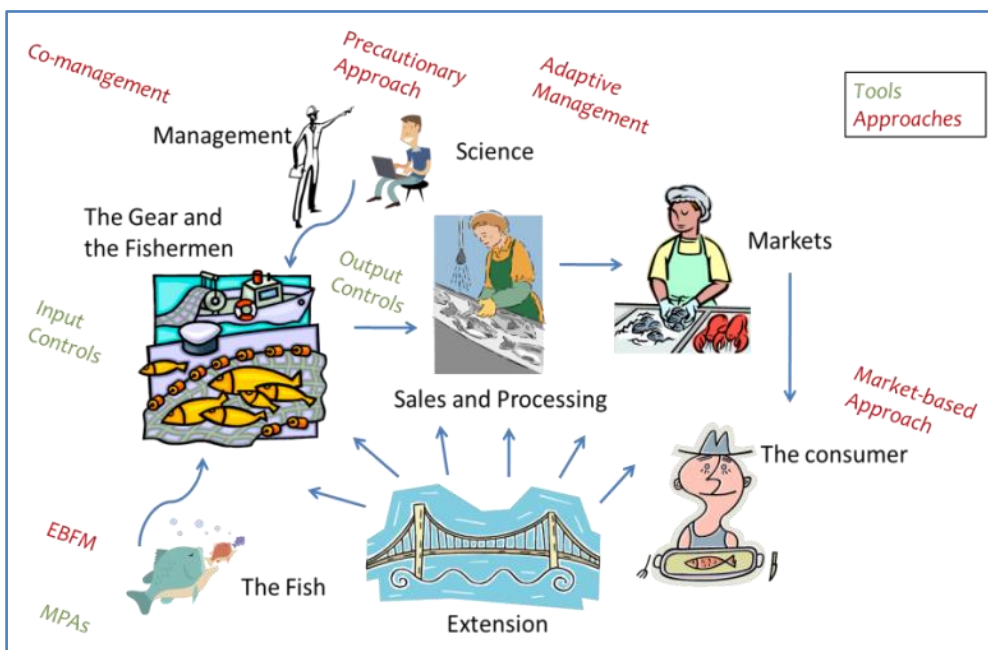 Co-management
Precautionary
Approach
Adaptive
Management
Tools
Approaches
Management
Science
The Gear and
the Fishermen
Output
Controls
Markets
Input
Controls
Sales and Processing
Market-based
Approach
The consumer
EBFM
The Fish
MPAs
Extension